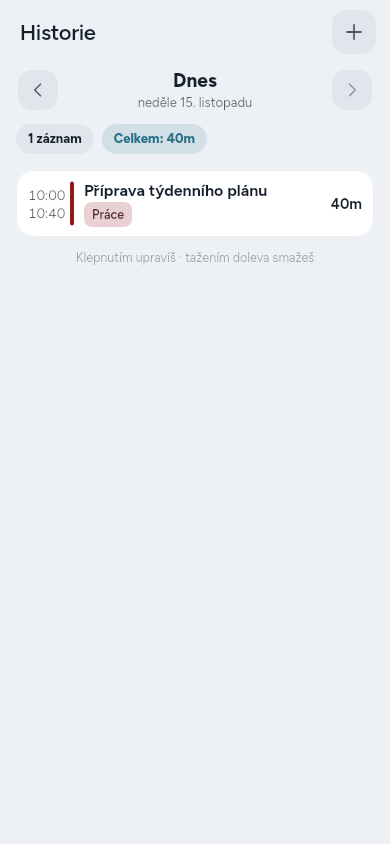 Historie
Dnes
neděle 15. listopadu
1 záznam
Celkem: 40m
10:00
10:40
Příprava týdenního plánu
Práce
40m
Klepnutím upravíš · tažením doleva smažeš